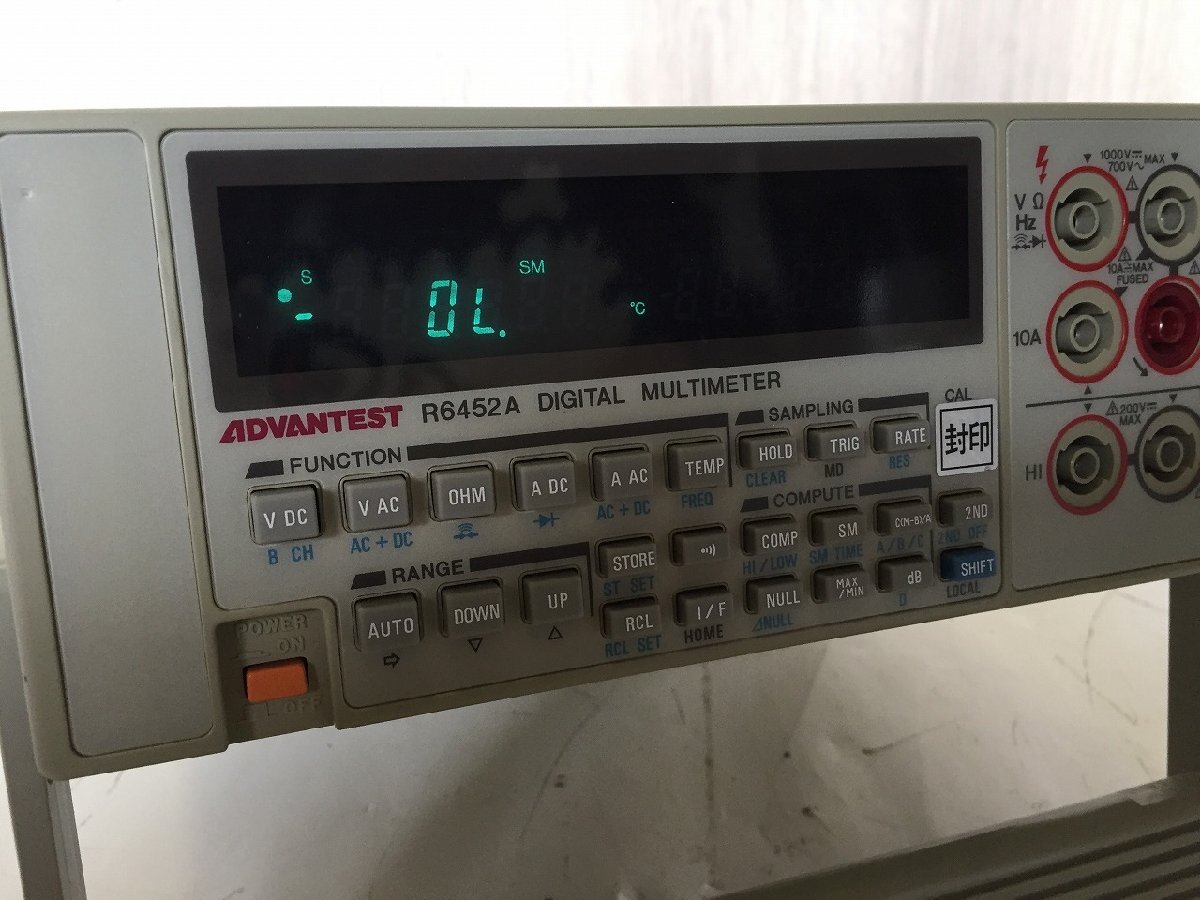 S
SM
- OL.
°C
ADVANTEST R6452A DIGITAL MULTIMETER
FUNCTION
V DC
V AC
OHM
A DC
A AC
TEMP
B CH
AC + DC
AC + DC
FREQ
SAMPLING
HOLD
TRIG
RATE
CLEAR
MD
RES
CAL
封印
RANGE
AUTO
DOWN
UP
STORE
ST SET
RCL
RCL SET
I/F
HOME
COMPUTE
COMP
SM
C(M-B)/A
2ND
HI/LOW
SM TIME
A/B/C
2ND OFF
NULL
MAX
/MIN
dB
SHIFT
ΔNULL
D
LOCAL
POWER
ON
OFF
1000V MAX
700V~
V Ω
Hz
10A MAX
FUSED
10A
200V
MAX
HI